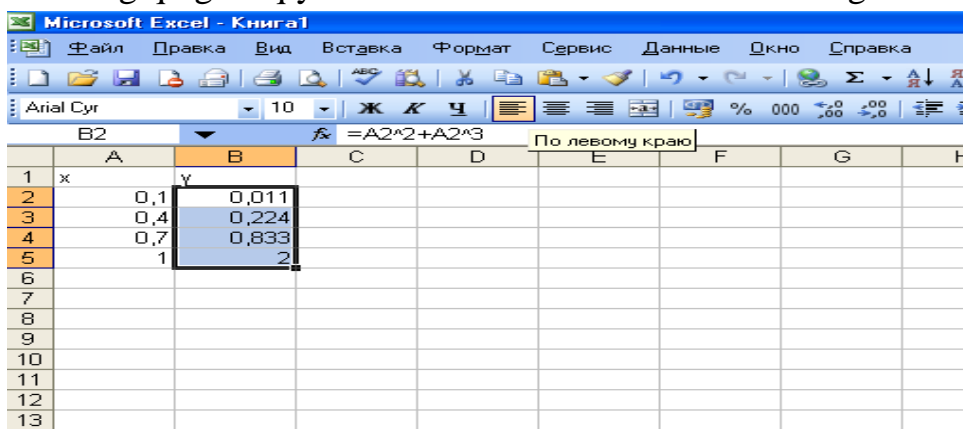 Microsoft Excel - Книга1
Файл Правка Вид Вставка Формат Сервис Данные Окно Справка
Arial Cyr 10 Ж К Ч % 000
B2 fx =A2^2+A2^3
По левому краю
A B C D E F G H
1 x y
2 0,1 0,011
3 0,4 0,224
4 0,7 0,833
5 1 2
6
7
8
9
10
11
12
13